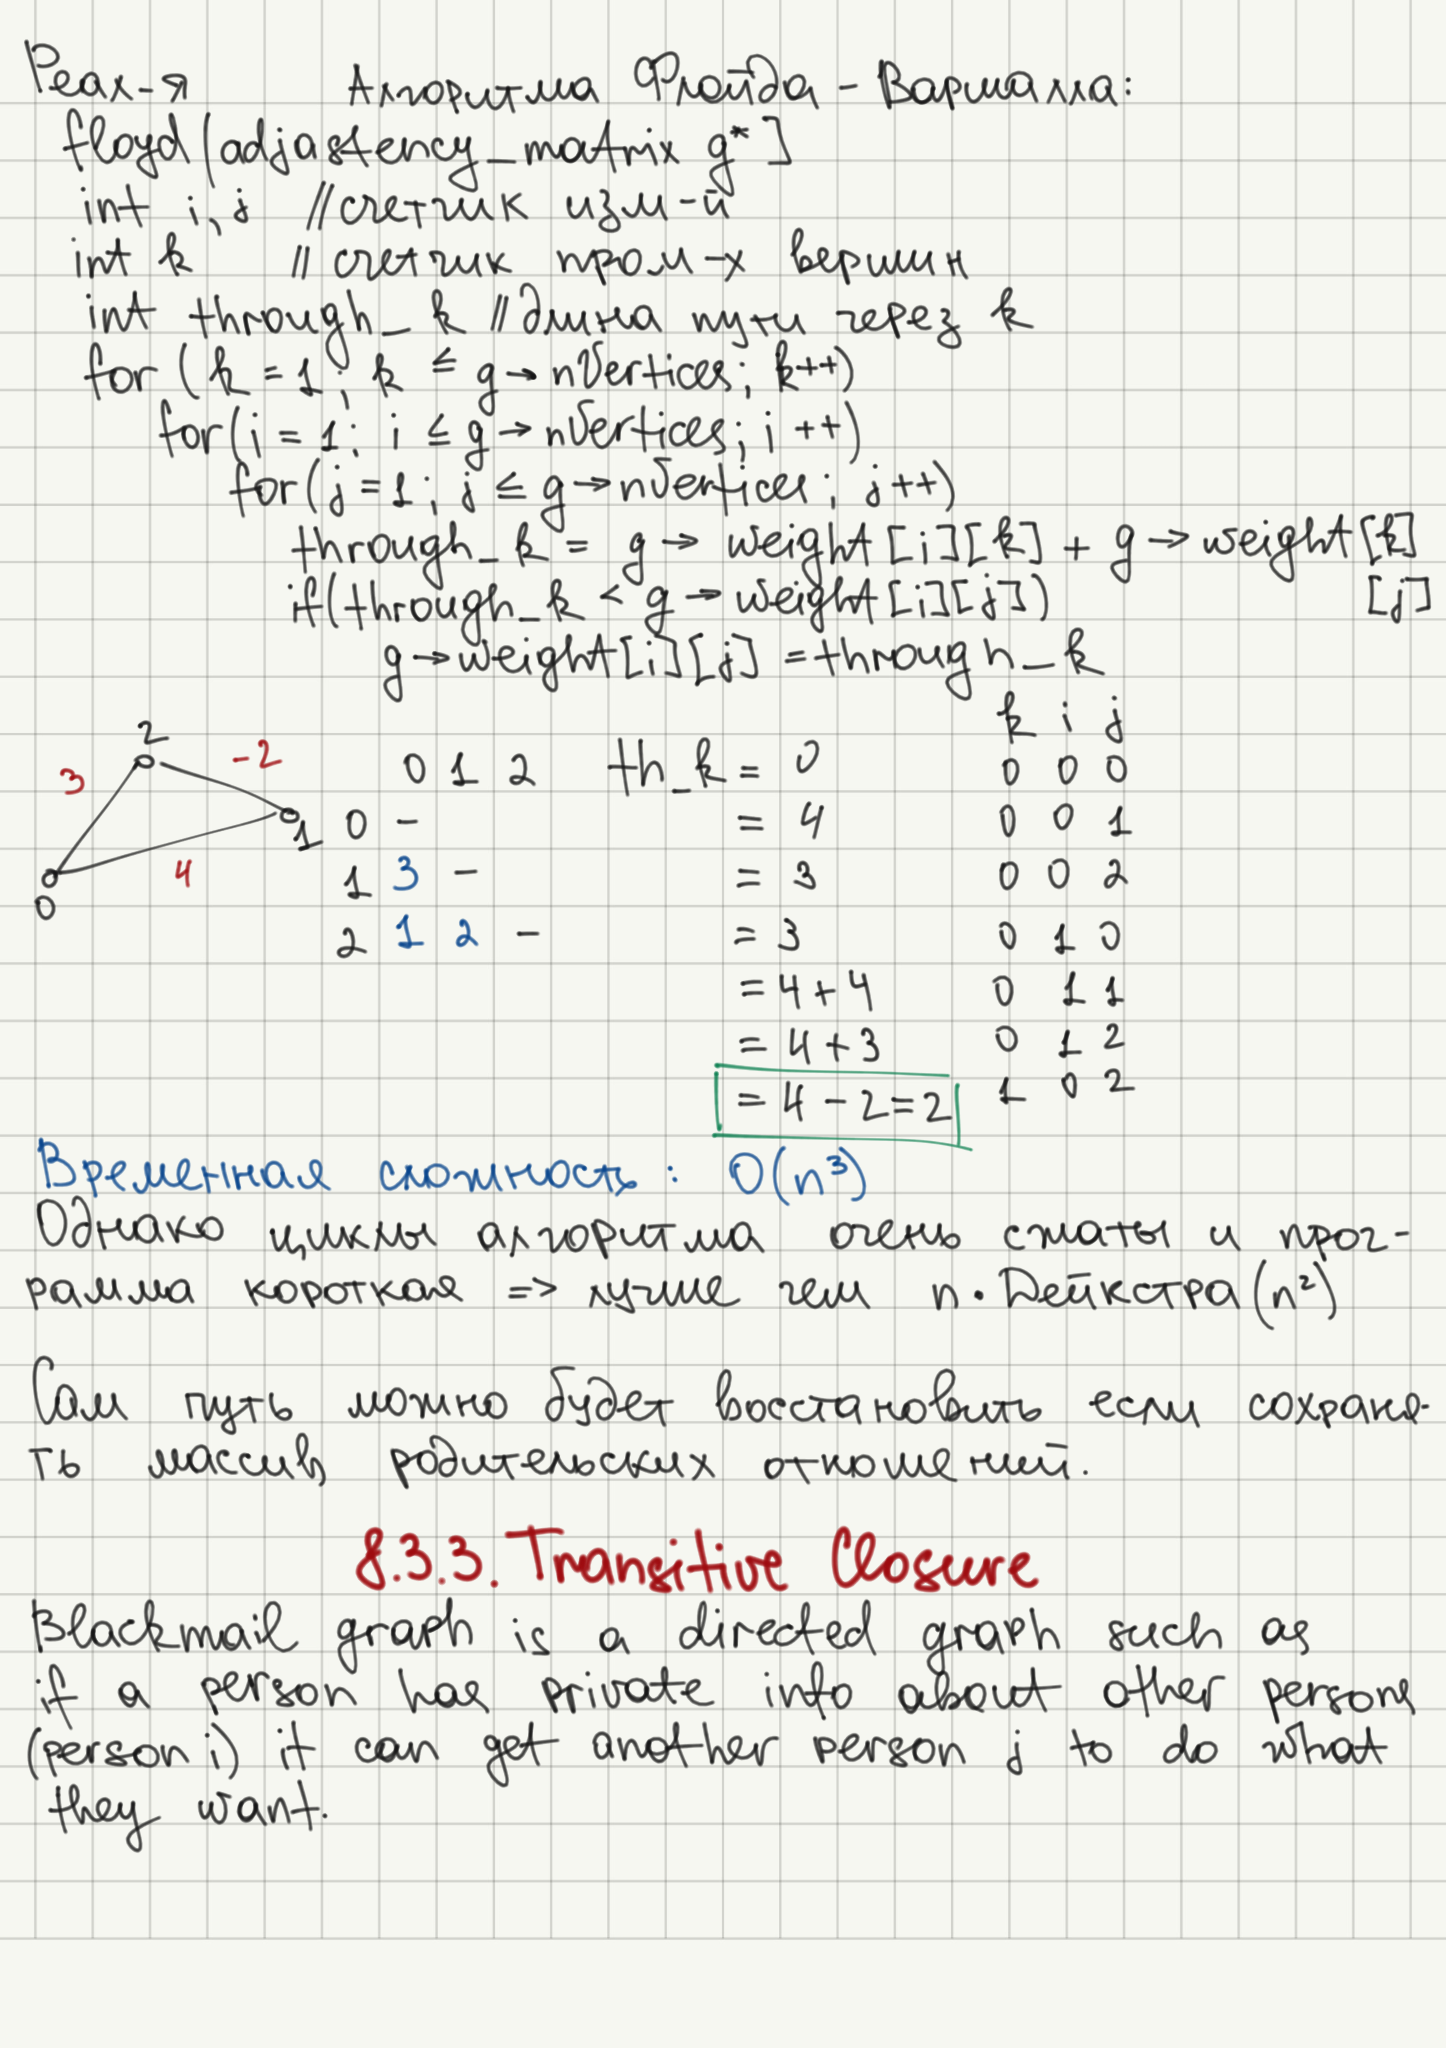 Реал-я Алгоритма Флойда - Варшалла:
floyd(adjastency_matrix g*]
int i, j //счетчик изм-й
int k // счетчик пром-х вершин
int through_k //длина пути через k
for (k = 1; k ≤ g→nVertices; k++)
for(i = 1; i ≤ g→nVertices; i++)
for(j = 1; j ≤ g→nVertices; j++)
through_k = g→weight[i][k] + g→weight[k]
[j]
if(through_k < g→weight[i][j])
g→weight[i][j] = through_k
k i j
2
3 -2
1
4
0
0 1 2
0 -
1 3 -
2 1 2 -
th_k = 0 0 0 0
= 4 0 0 1
= 3 0 0 2
= 3 0 1 0
= 4 + 4 0 1 1
= 4 + 3 0 1 2
= 4 - 2 = 2 1 0 2
Временная сложность: O(n³)
Однако циклы алгоритма очень сжаты и прог-
рамма короткая => лучше чем n · Дейкстра(n²)
Сам путь можно будет восстановить если сохраня-
ть массив родительских отношений.
8.3.3. Transitive Closure
Blackmail graph is a directed graph such as
if a person has private info about other persons
(person i) it can get another person j to do what
they want.